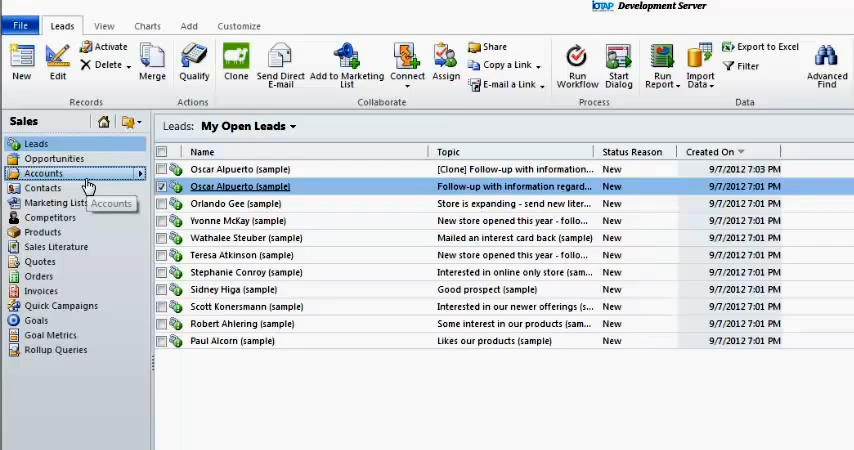 IOTAP Development Server
File Leads View Charts Add Customize
New
Edit
Activate
Delete
Merge
Qualify
Clone
Send Direct
E-mail
Add to Marketing
List
Connect
Assign
Share
Copy a Link
E-mail a Link
Run
Workflow
Start
Dialog
Run
Report
Import
Data
Export to Excel
Filter
Advanced
Find
Records Actions Collaborate Process Data
Sales
Leads
Opportunities
Accounts
Contacts
Marketing Lists
Accounts
Competitors
Products
Sales Literature
Quotes
Orders
Invoices
Quick Campaigns
Goals
Goal Metrics
Rollup Queries
Leads: My Open Leads
Name Topic Status Reason Created On
Oscar Alpuerto (sample) [Clone] Follow-up with information... New 9/7/2012 7:03 PM
Oscar Alpuerto (sample) Follow-up with information regard... New 9/7/2012 7:01 PM
Orlando Gee (sample) Store is expanding - send new liter... New 9/7/2012 7:01 PM
Yvonne McKay (sample) New store opened this year - follo... New 9/7/2012 7:01 PM
Wathalee Steuber (sample) Mailed an interest card back (sample) New 9/7/2012 7:01 PM
Teresa Atkinson (sample) New store opened this year - follo... New 9/7/2012 7:01 PM
Stephanie Conroy (sample) Interested in online only store (sam... New 9/7/2012 7:01 PM
Sidney Higa (sample) Good prospect (sample) New 9/7/2012 7:01 PM
Scott Konersmann (sample) Interested in our newer offerings (s... New 9/7/2012 7:01 PM
Robert Ahlering (sample) Some interest in our products (sam... New 9/7/2012 7:01 PM
Paul Alcorn (sample) Likes our products (sample) New 9/7/2012 7:01 PM